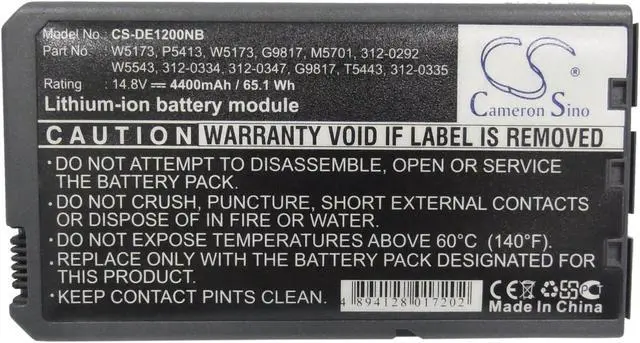 Model No. : CS-DE1200NB
Part No. : W5173, P5413, W5173, G9817, M5701, 312-0292
W5543, 312-0334, 312-0347, G9817, T5443, 312-0335
Rating : 14.8V ⎓ 4400mAh / 65.1 Wh
Lithium-ion battery module
CS
®
Cameron Sino
CAUTION
WARRANTY VOID IF LABEL IS REMOVED
• DO NOT ATTEMPT TO DISASSEMBLE, OPEN OR SERVICE
THE BATTERY PACK.
• DO NOT CRUSH, PUNCTURE, SHORT EXTERNAL CONTACTS
OR DISPOSE OF IN FIRE OR WATER.
• DO NOT EXPOSE TEMPERATURES ABOVE 60°C (140°F).
• REPLACE ONLY WITH THE BATTERY PACK DESIGNATED FOR
THIS PRODUCT.
• KEEP CONTACT PINTS CLEAN.
4 894128 017202
CE
Made in China